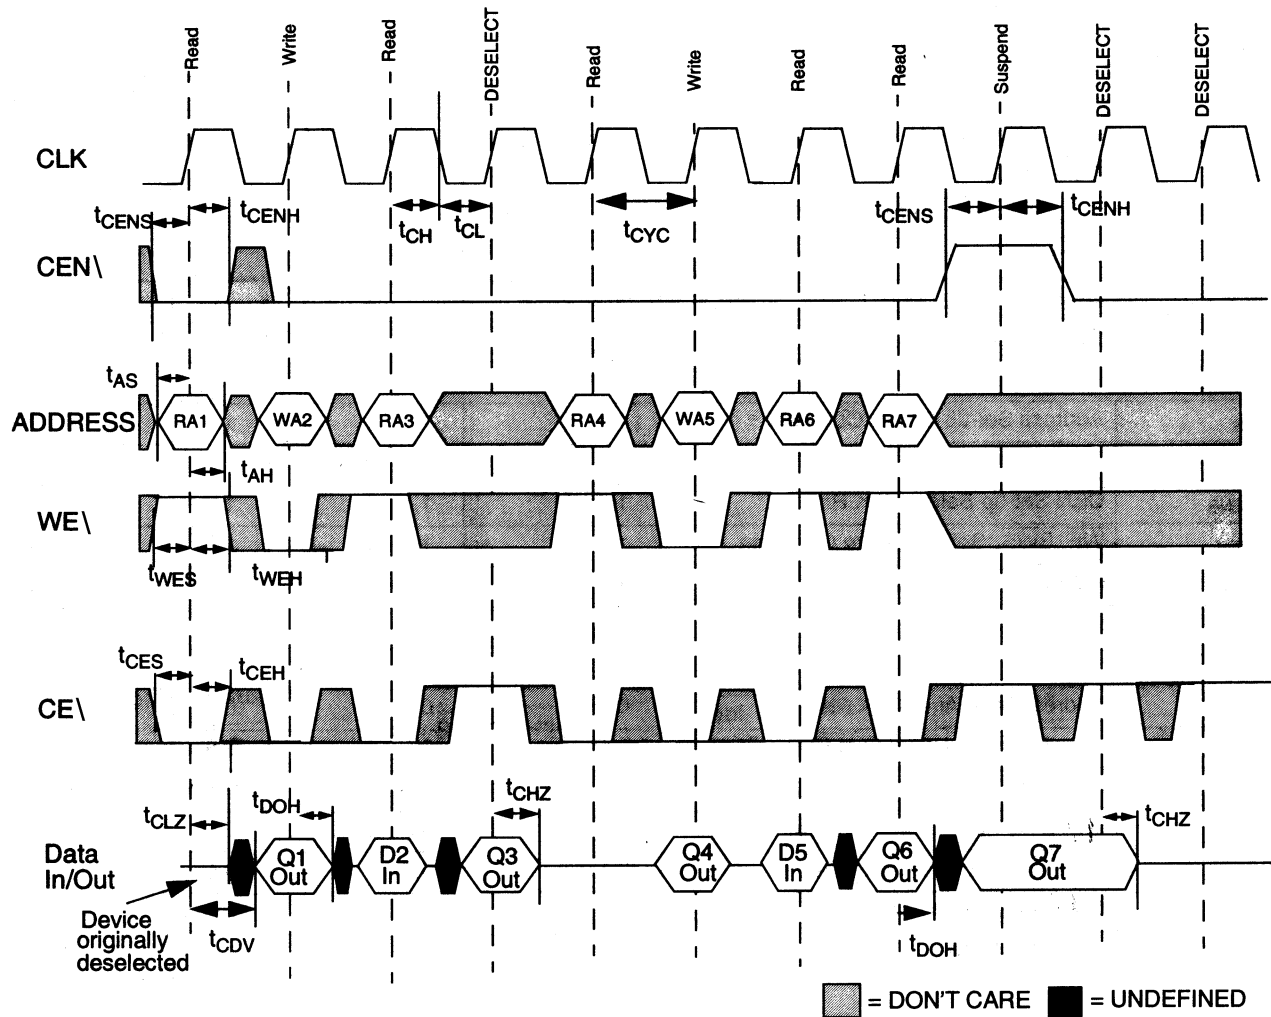 Read
Write
Read
DESELECT
Read
Write
Read
Read
Suspend
DESELECT
DESELECT
CLK
tCENS
tCENH
tCH
tCL
tCYC
tCENS
tCENH
CEN\
tAS
ADDRESS
RA1
WA2
RA3
RA4
WA5
RA6
RA7
tAH
WE\
tWES
tWEH
tCES
tCEH
CE\
tCLZ
tDOH
tCHZ
tCHZ
Data
In/Out
Q1
Out
D2
In
Q3
Out
Q4
Out
D5
In
Q6
Out
Q7
Out
Device
originally
deselected
tCDV
tDOH
= DON'T CARE
= UNDEFINED